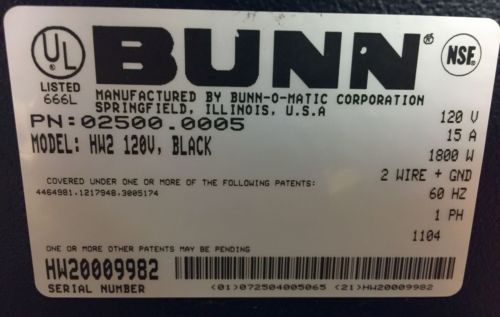 UL
LISTED
666L
BUNN®
NSF®
MANUFACTURED BY BUNN-O-MATIC CORPORATION
SPRINGFIELD, ILLINOIS, U.S.A
PN:02500.0005
MODEL: HW2 120V, BLACK
120 V
15 A
1800 W
2 WIRE + GND
60 HZ
1 PH
1104
COVERED UNDER ONE OR MORE OF THE FOLLOWING PATENTS:
4464981.1217948.3005174
ONE OR MORE OTHER PATENTS MAY BE PENDING
HW20009982
SERIAL NUMBER
(01)072504005065 (21)HW20009982